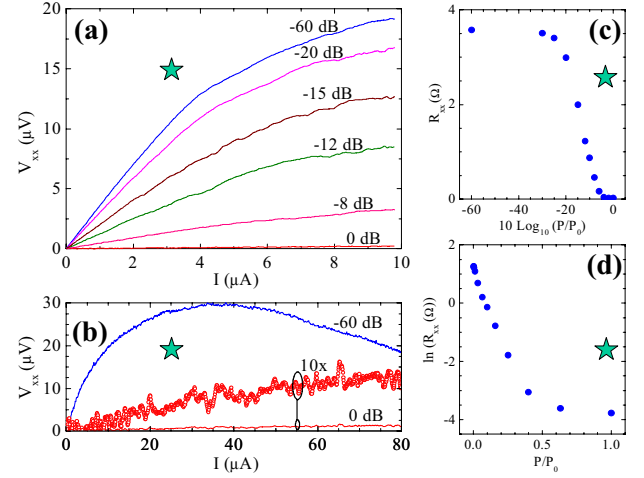 (a)
20
15
10
5
0
V_xx (µV)
-60 dB
-20 dB
-15 dB
-12 dB
-8 dB
0 dB
0 2 4 6 8 10
I (µA)
(b)
30
20
10
0
V_xx (µV)
-60 dB
10x
0 dB
0 20 40 60 80
I (µA)
(c)
4
2
0
R_xx (Ω)
-60 -40 -20 0
10 Log_10 (P/P_0)
(d)
2
0
-2
-4
ln (R_xx (Ω))
0.0 0.5 1.0
P/P_0